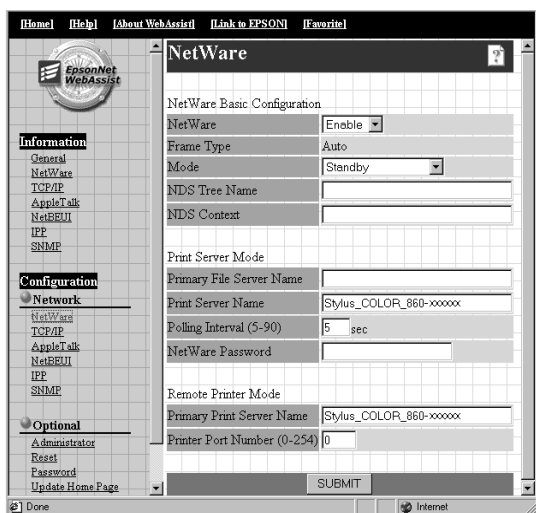 [Home] [Help] [About WebAssist] [Link to EPSON] [Favorite]
EpsonNet
WebAssist
Information
General
NetWare
TCP/IP
AppleTalk
NetBEUI
IPP
SNMP
Configuration
Network
NetWare
TCP/IP
AppleTalk
NetBEUI
IPP
SNMP
Optional
Administrator
Reset
Password
Update Home Page
NetWare
?
NetWare Basic Configuration
NetWare Enable
Frame Type Auto
Mode Standby
NDS Tree Name
NDS Context
Print Server Mode
Primary File Server Name
Print Server Name Stylus_COLOR_860-xxxxxx
Polling Interval (5-90) 5 sec
NetWare Password
Remote Printer Mode
Primary Print Server Name Stylus_COLOR_860-xxxxxx
Printer Port Number (0-254) 0
SUBMIT
Done Internet